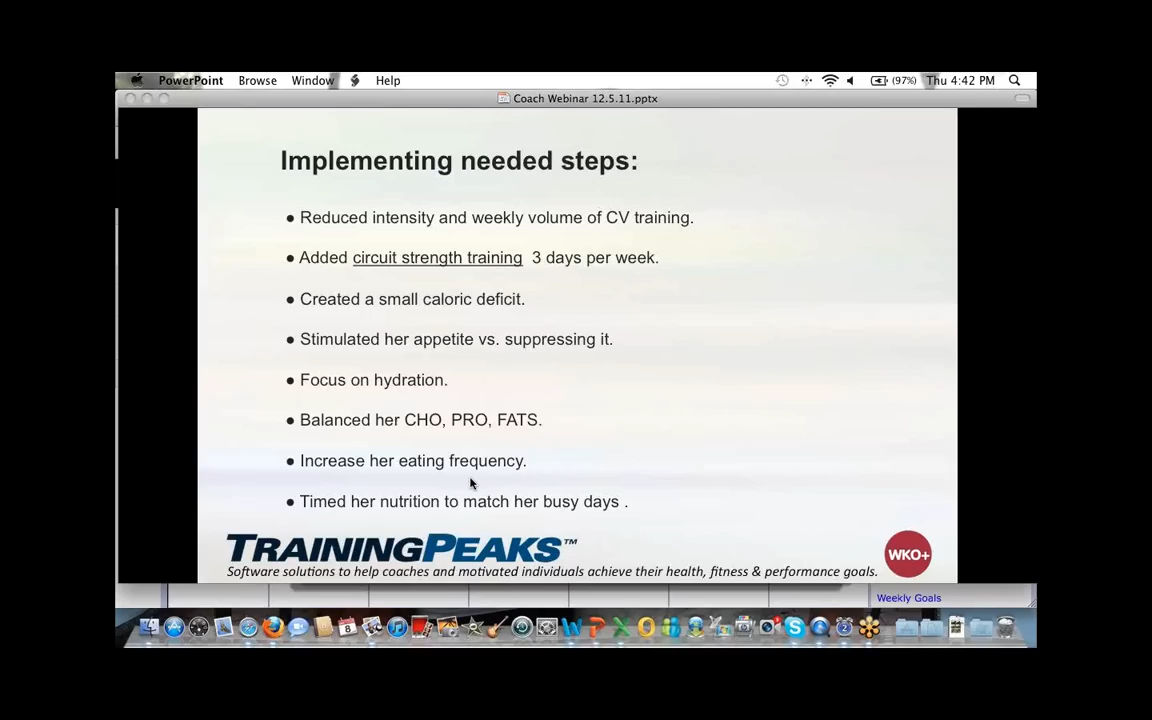 PowerPoint Browse Window Help (97%) Thu 4:42 PM
Coach Webinar 12.5.11.pptx
Implementing needed steps:
● Reduced intensity and weekly volume of CV training.
● Added circuit strength training 3 days per week.
● Created a small caloric deficit.
● Stimulated her appetite vs. suppressing it.
● Focus on hydration.
● Balanced her CHO, PRO, FATS.
● Increase her eating frequency.
● Timed her nutrition to match her busy days .
TRAININGPEAKS™
WKO+
Software solutions to help coaches and motivated individuals achieve their health, fitness & performance goals.
Weekly Goals